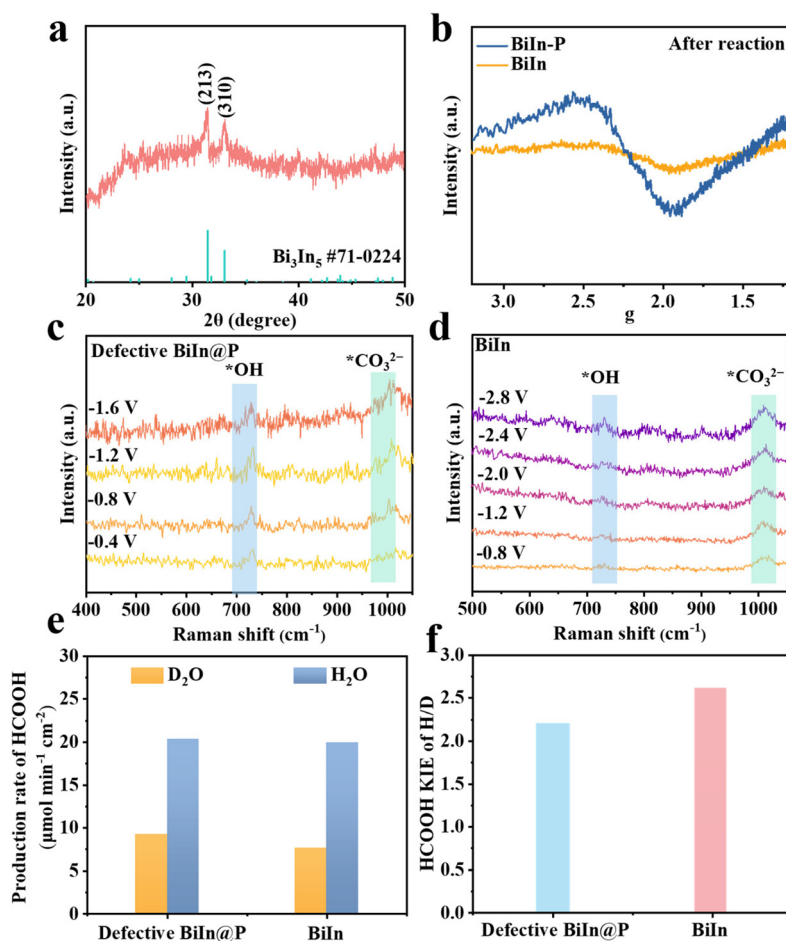 a
Intensity (a.u.)
(213)
(310)
Bi₃In₅ #71-0224
20 30 40 50
2θ (degree)
b
Intensity (a.u.)
BiIn-P
BiIn
After reaction
3.0 2.5 2.0 1.5
g
c
Intensity (a.u.)
Defective BiIn@P
*OH
*CO₃²⁻
-1.6 V
-1.2 V
-0.8 V
-0.4 V
400 500 600 700 800 900 1000
Raman shift (cm⁻¹)
d
Intensity (a.u.)
BiIn
*OH
*CO₃²⁻
-2.8 V
-2.4 V
-2.0 V
-1.2 V
-0.8 V
500 600 700 800 900 1000
Raman shift (cm⁻¹)
e
Production rate of HCOOH
(μmol min⁻¹ cm⁻²)
30
25
20
15
10
5
0
D₂O
H₂O
Defective BiIn@P
BiIn
f
HCOOH KIE of H/D
3.0
2.5
2.0
1.5
1.0
0.5
0.0
Defective BiIn@P
BiIn